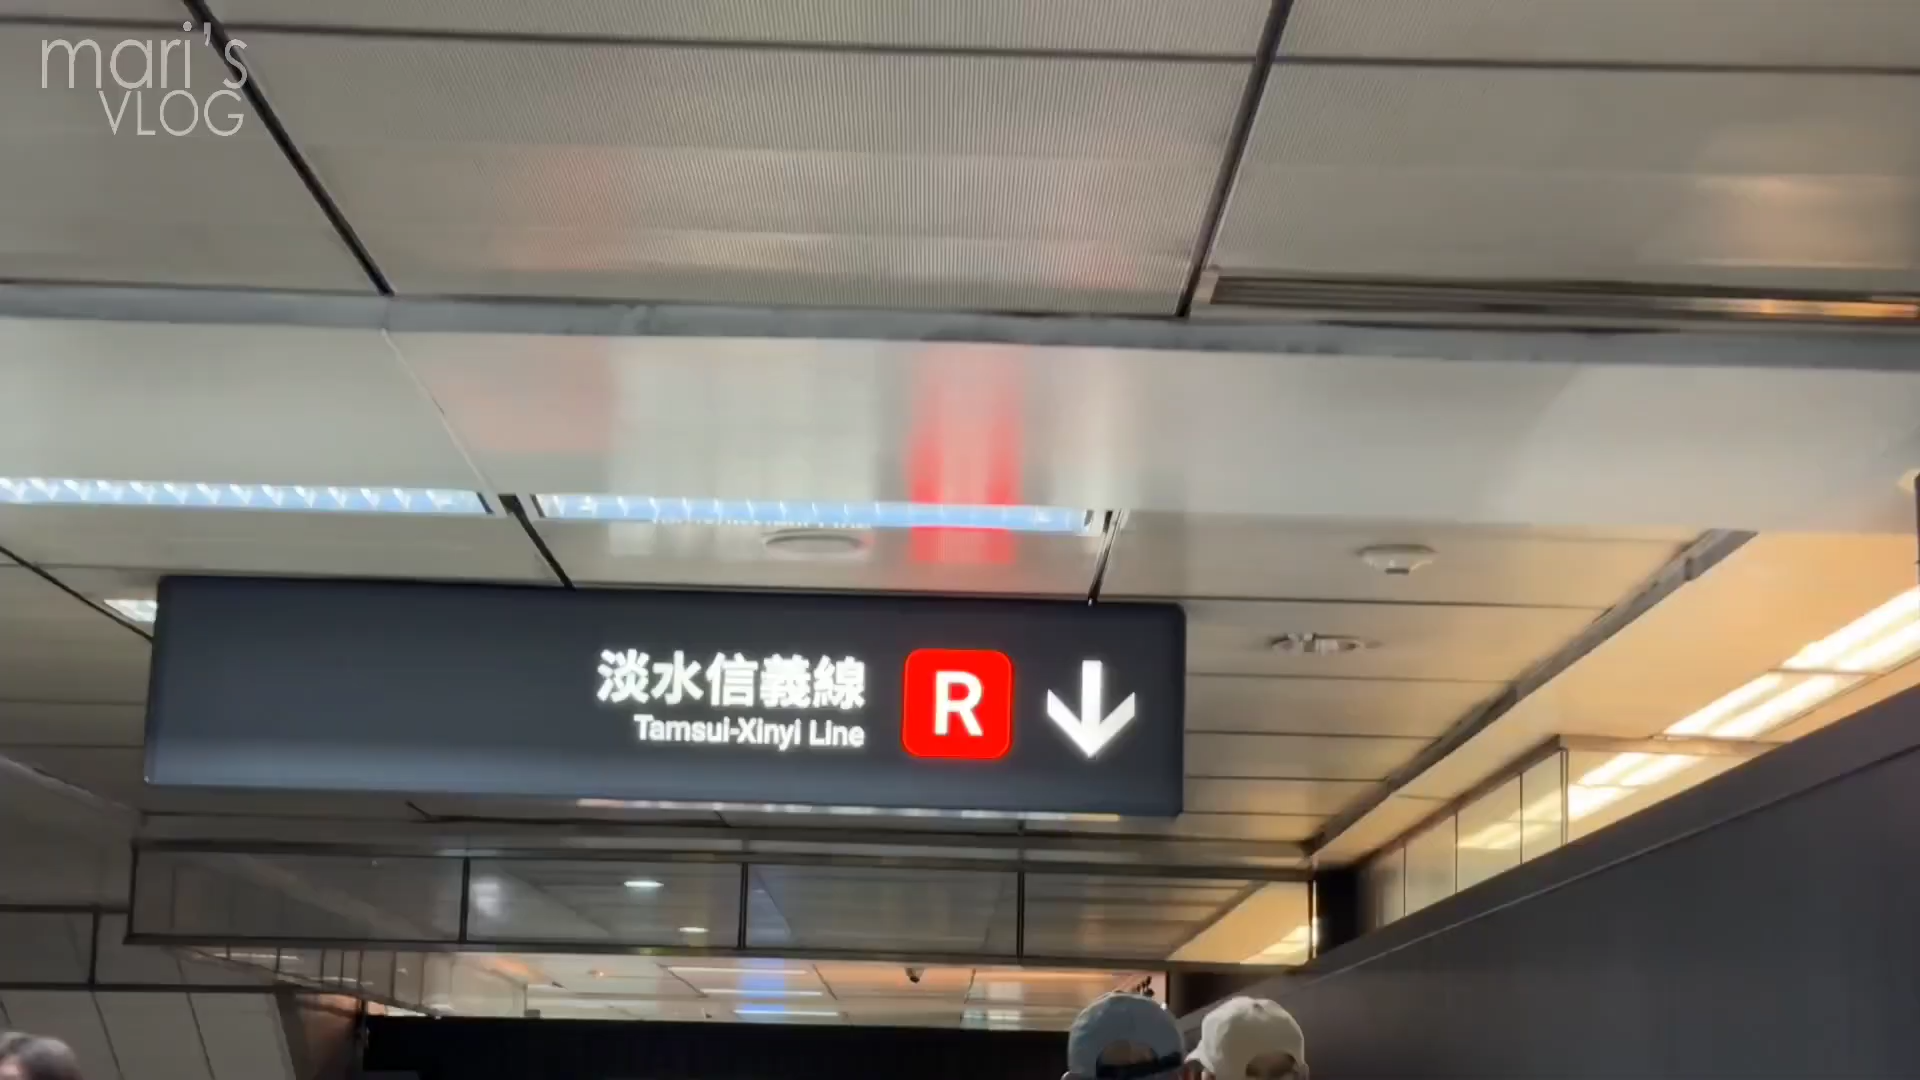 mari's
VLOG
淡水信義線
Tamsui-Xinyi Line
R